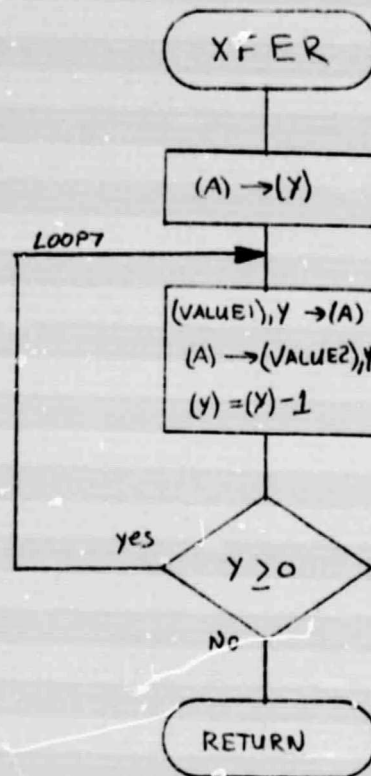 XFER
(A) → (Y)
LOOP7
(VALUE1),Y → (A)
(A) → (VALUE2),Y
(Y) = (Y) - 1
yes
Y ≥ 0
No
RETURN